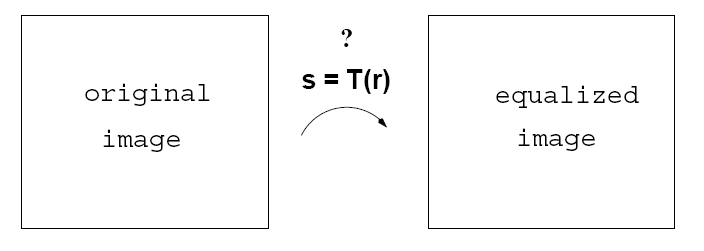 original
image
?
s = T(r)
equalized
image